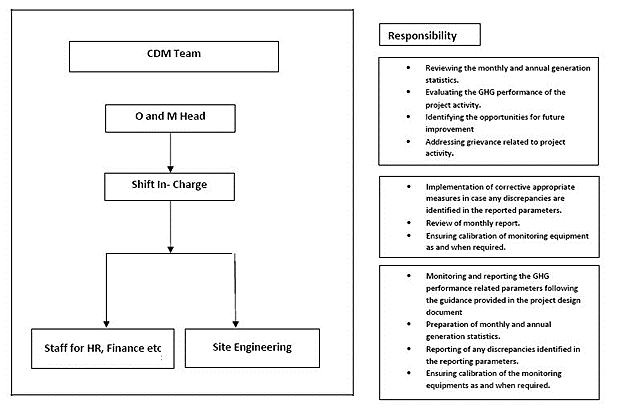 CDM Team
O and M Head
Shift In- Charge
Staff for HR, Finance etc
Site Engineering
Responsibility
• Reviewing the monthly and annual generation
statistics.
• Evaluating the GHG performance of the
project activity.
• Identifying the opportunities for future
improvement
• Addressing grievance related to project
activity.
• Implementation of corrective appropriate
measures in case any discrepancies are
identified in the reported parameters.
• Review of monthly report.
• Ensuring calibration of monitoring equipment
as and when required.
• Monitoring and reporting the GHG
performance related parameters following
the guidance provided in the project design
document
• Preparation of monthly and annual
generation statistics.
• Reporting of any discrepancies identified in
the reporting parameters.
• Ensuring calibration of the monitoring
equipments as and when required.